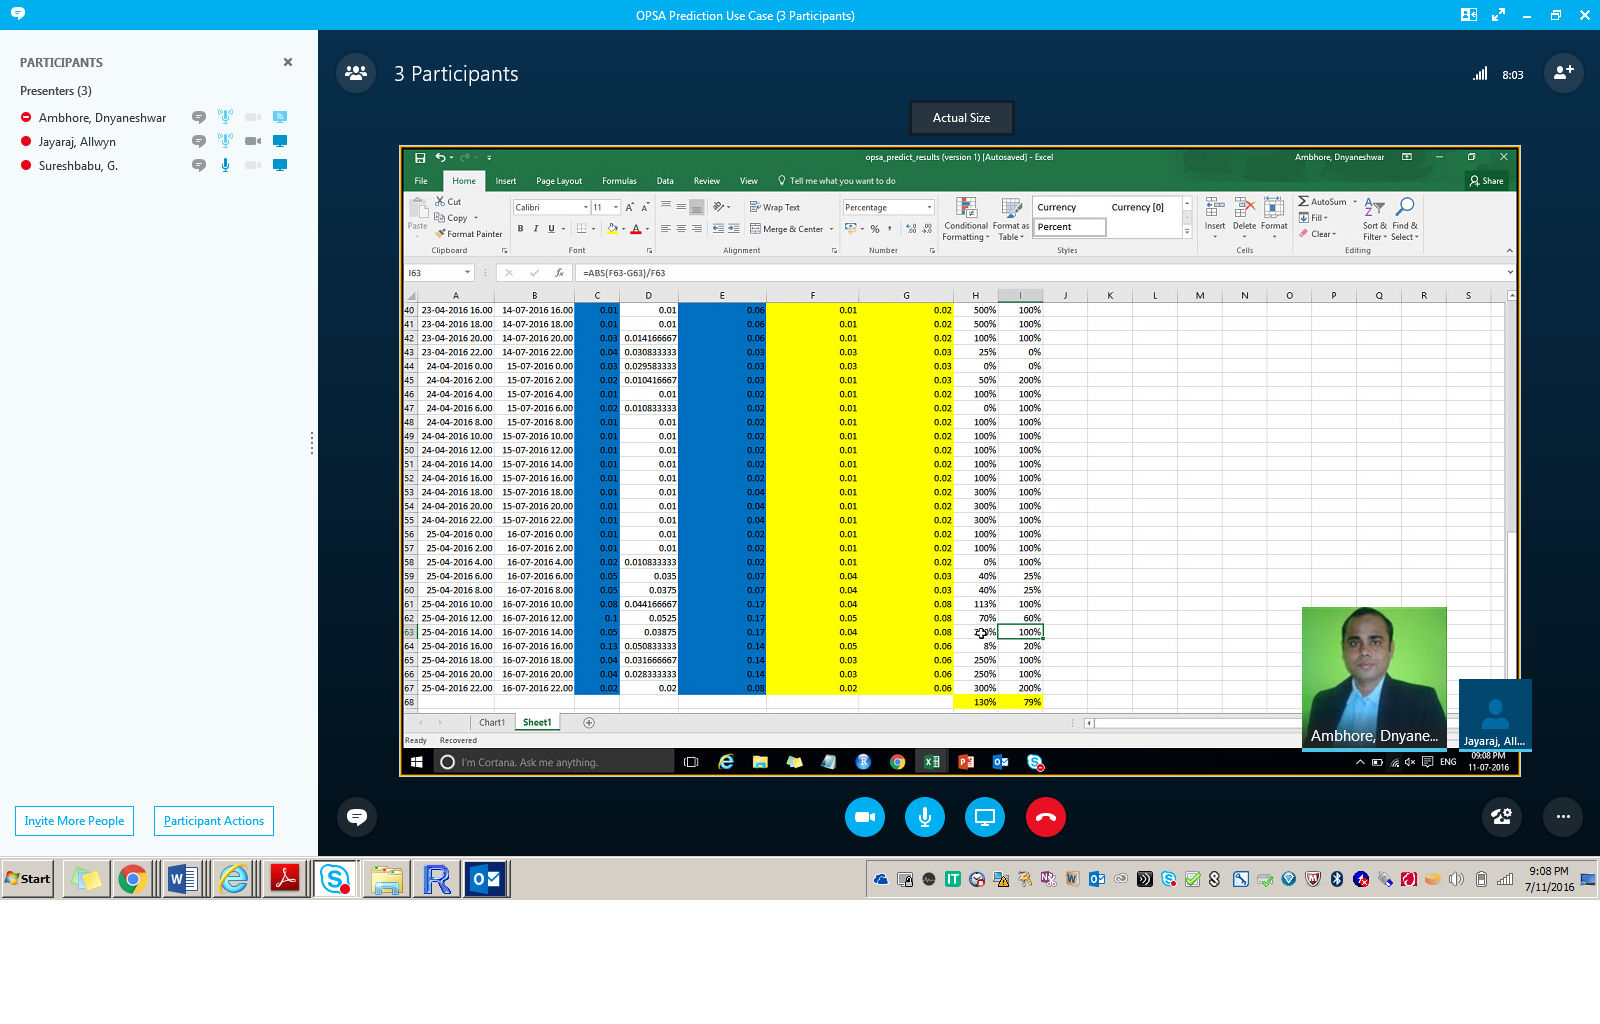 OPSA Prediction Use Case (3 Participants)
PARTICIPANTS
Presenters (3)
Ambhore, Dnyaneshwar
Jayaraj, Allwyn
Sureshbabu, G.
Invite More People
Participant Actions
3 Participants
8:03
Actual Size
opsa_predict_results (version 1) [Autosaved] - Excel
Ambhore, Dnyaneshwar
File Home Insert Page Layout Formulas Data Review View Tell me what you want to do Share
Paste
Cut
Copy
Format Painter
Clipboard
Calibri 11
B I U
Font
Wrap Text
Merge & Center
Alignment
Percentage
Number
Conditional Formatting
Format as Table
Currency Currency [0]
Percent
Styles
Insert Delete Format
Cells
AutoSum
Fill
Clear
Sort & Filter
Find & Select
Editing
I63 fx =ABS(F63-G63)/F63
A B C D E F G H I J K L M N O P Q R S
40 23-04-2016 16.00 14-07-2016 16.00 0.01 0.01 0.06 0.01 0.02 500% 100%
41 23-04-2016 18.00 14-07-2016 18.00 0.01 0.01 0.06 0.01 0.02 500% 100%
42 23-04-2016 20.00 14-07-2016 20.00 0.03 0.014166667 0.06 0.01 0.02 100% 100%
43 23-04-2016 22.00 14-07-2016 22.00 0.04 0.030833333 0.03 0.03 0.03 25% 0%
44 24-04-2016 0.00 15-07-2016 0.00 0.03 0.029583333 0.03 0.03 0.03 0% 0%
45 24-04-2016 2.00 15-07-2016 2.00 0.02 0.010416667 0.03 0.01 0.03 50% 200%
46 24-04-2016 4.00 15-07-2016 4.00 0.01 0.01 0.02 0.01 0.02 100% 100%
47 24-04-2016 6.00 15-07-2016 6.00 0.02 0.010833333 0.02 0.01 0.02 0% 100%
48 24-04-2016 8.00 15-07-2016 8.00 0.01 0.01 0.02 0.01 0.02 100% 100%
49 24-04-2016 10.00 15-07-2016 10.00 0.01 0.01 0.02 0.01 0.02 100% 100%
50 24-04-2016 12.00 15-07-2016 12.00 0.01 0.01 0.02 0.01 0.02 100% 100%
51 24-04-2016 14.00 15-07-2016 14.00 0.01 0.01 0.02 0.01 0.02 100% 100%
52 24-04-2016 16.00 15-07-2016 16.00 0.01 0.01 0.02 0.01 0.02 100% 100%
53 24-04-2016 18.00 15-07-2016 18.00 0.01 0.01 0.04 0.01 0.02 300% 100%
54 24-04-2016 20.00 15-07-2016 20.00 0.01 0.01 0.04 0.01 0.02 300% 100%
55 24-04-2016 22.00 15-07-2016 22.00 0.01 0.01 0.04 0.01 0.02 300% 100%
56 25-04-2016 0.00 16-07-2016 0.00 0.01 0.01 0.02 0.01 0.02 100% 100%
57 25-04-2016 2.00 16-07-2016 2.00 0.01 0.01 0.02 0.01 0.02 100% 100%
58 25-04-2016 4.00 16-07-2016 4.00 0.02 0.010833333 0.02 0.01 0.02 0% 100%
59 25-04-2016 6.00 16-07-2016 6.00 0.05 0.035 0.07 0.04 0.03 40% 25%
60 25-04-2016 8.00 16-07-2016 8.00 0.05 0.0375 0.07 0.04 0.03 40% 25%
61 25-04-2016 10.00 16-07-2016 10.00 0.08 0.044166667 0.17 0.04 0.08 113% 100%
62 25-04-2016 12.00 16-07-2016 12.00 0.1 0.0525 0.17 0.05 0.08 70% 60%
63 25-04-2016 14.00 16-07-2016 14.00 0.05 0.03875 0.17 0.04 0.08 100%
64 25-04-2016 16.00 16-07-2016 16.00 0.13 0.050833333 0.14 0.05 0.06 8% 20%
65 25-04-2016 18.00 16-07-2016 18.00 0.04 0.031666667 0.14 0.03 0.06 250% 100%
66 25-04-2016 20.00 16-07-2016 20.00 0.04 0.028333333 0.14 0.03 0.06 250% 100%
67 25-04-2016 22.00 16-07-2016 22.00 0.02 0.02 0.08 0.02 0.06 300% 200%
68 130% 79%
Chart1 Sheet1
Ready Recovered
Ambhore, Dnyane...
Jayaraj, All...
I'm Cortana. Ask me anything.
ENG
09:08 PM
11-07-2016
Start
9:08 PM
7/11/2016